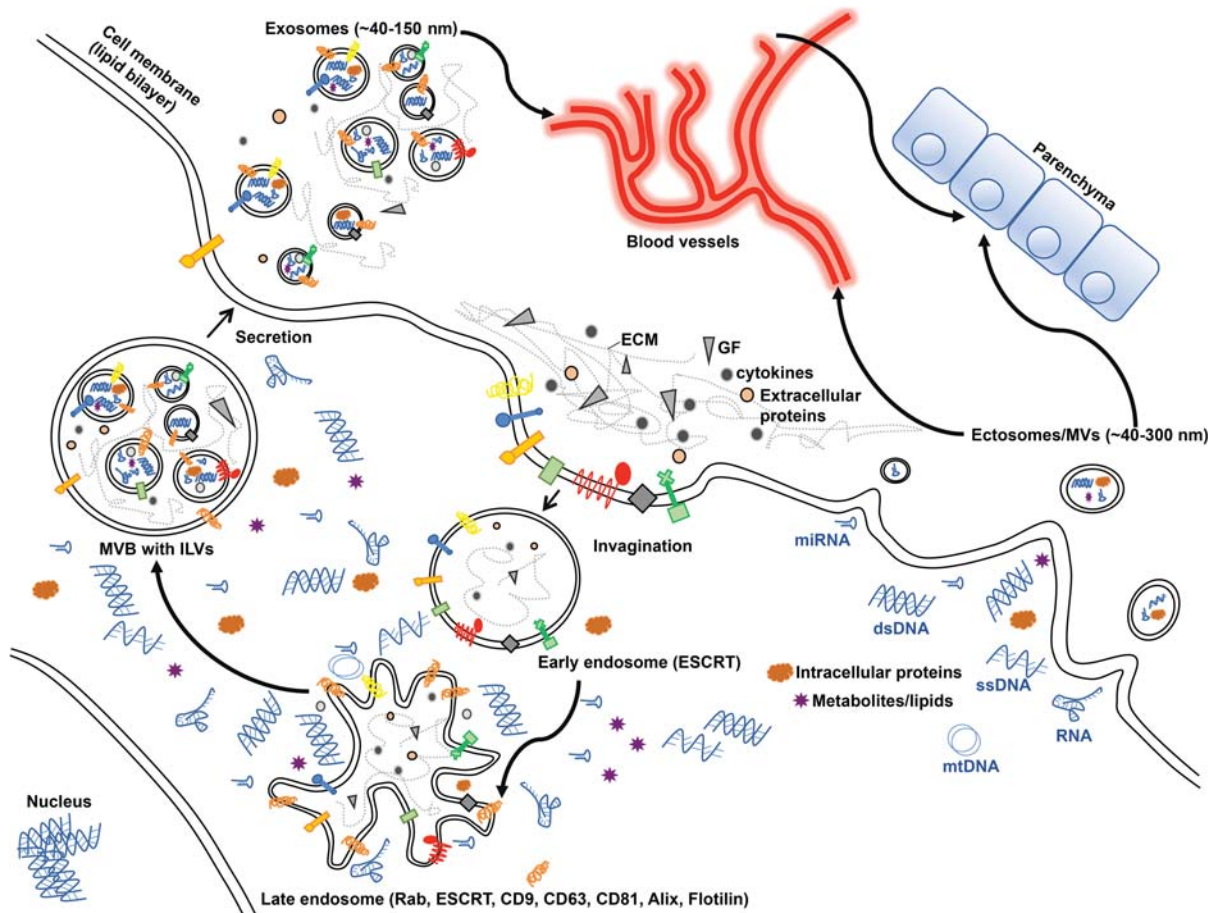 Exosomes (~40-150 nm)
Cell membrane
(lipid bilayer)
Parenchyma
Blood vessels
Secretion
ECM
GF
cytokines
Extracellular
proteins
Ectosomes/MVs (~40-300 nm)
MVB with ILVs
Invagination
miRNA
dsDNA
Early endosome (ESCRT)
Intracellular proteins
ssDNA
Metabolites/lipids
RNA
mtDNA
Nucleus
Late endosome (Rab, ESCRT, CD9, CD63, CD81, Alix, Flotilin)